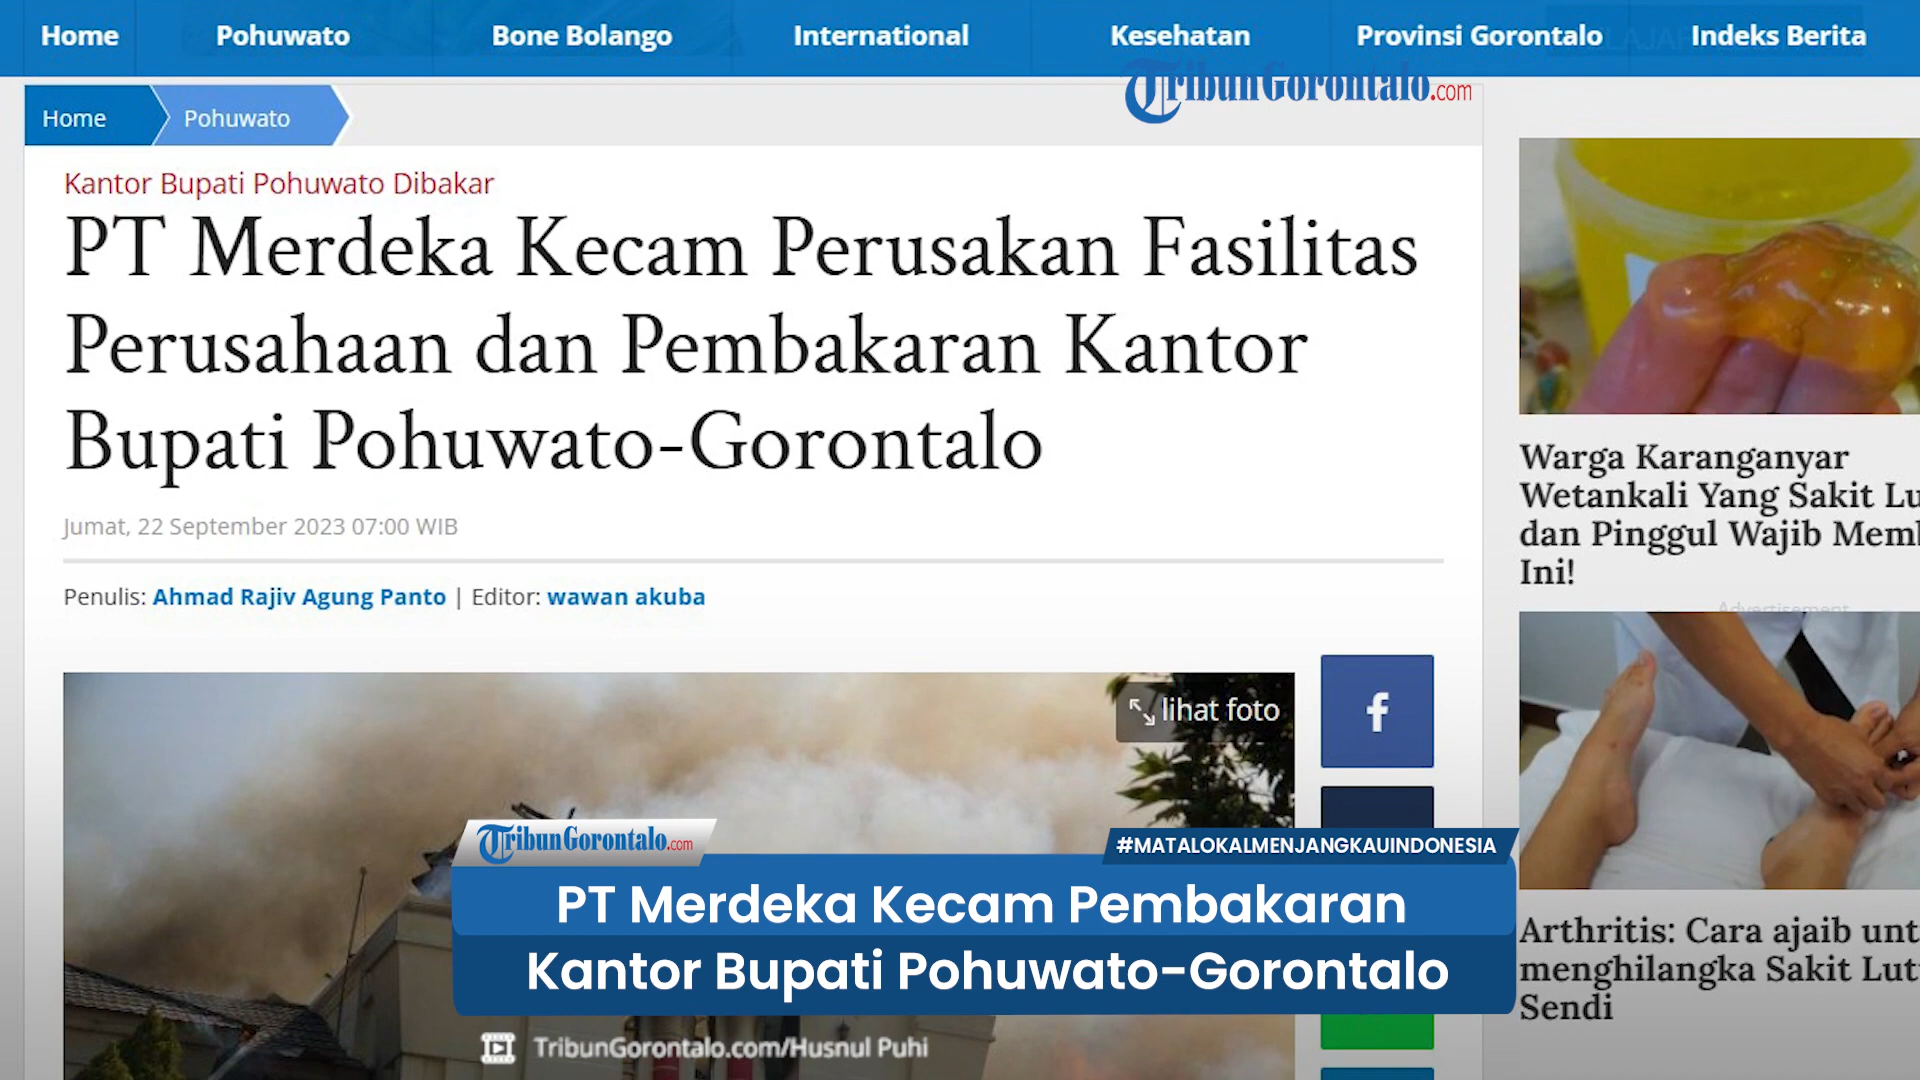 Home Pohuwato Bone Bolango International Kesehatan Provinsi Gorontalo Indeks Berita
TribunGorontalo.com
Home Pohuwato
Kantor Bupati Pohuwato Dibakar
PT Merdeka Kecam Perusakan Fasilitas
Perusahaan dan Pembakaran Kantor
Bupati Pohuwato-Gorontalo
Jumat, 22 September 2023 07:00 WIB
Penulis: Ahmad Rajiv Agung Panto | Editor: wawan akuba
lihat foto
f
Warga Karanganyar
Wetankali Yang Sakit Lu
dan Pinggul Wajib Mem
Ini!
Advertisement
Arthritis: Cara ajaib unt
menghilangka Sakit Lut
Sendi
TribunGorontalo.com
#MATALOKALMENJANGKAUINDONESIA
PT Merdeka Kecam Pembakaran
Kantor Bupati Pohuwato-Gorontalo
TribunGorontalo.com/Husnul Puhi